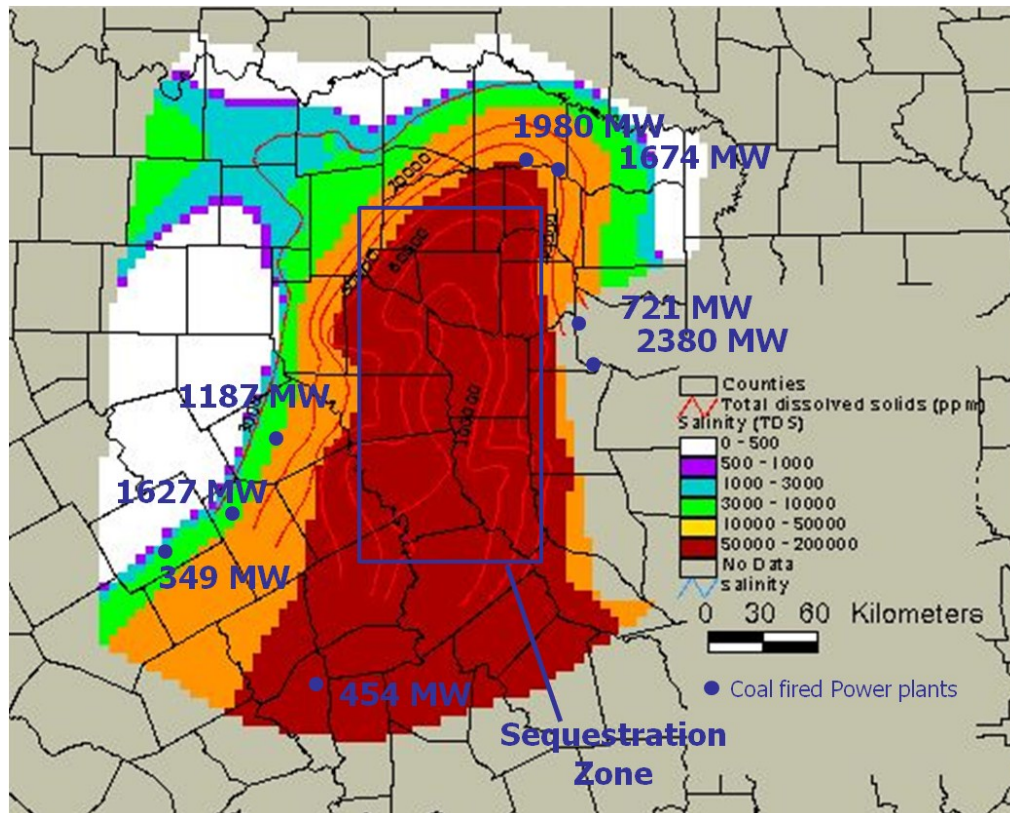 1980 MW
1674 MW
20000
721 MW
2380 MW
1187 MW
100000
1627 MW
349 MW
454 MW
Sequestration
Zone
Counties
Total dissolved solids (ppm)
Salinity (TDS)
0 - 500
500 - 1000
1000 - 3000
3000 - 10000
10000 - 50000
50000 - 200000
No Data
salinity
0 30 60 Kilometers
Coal fired Power plants